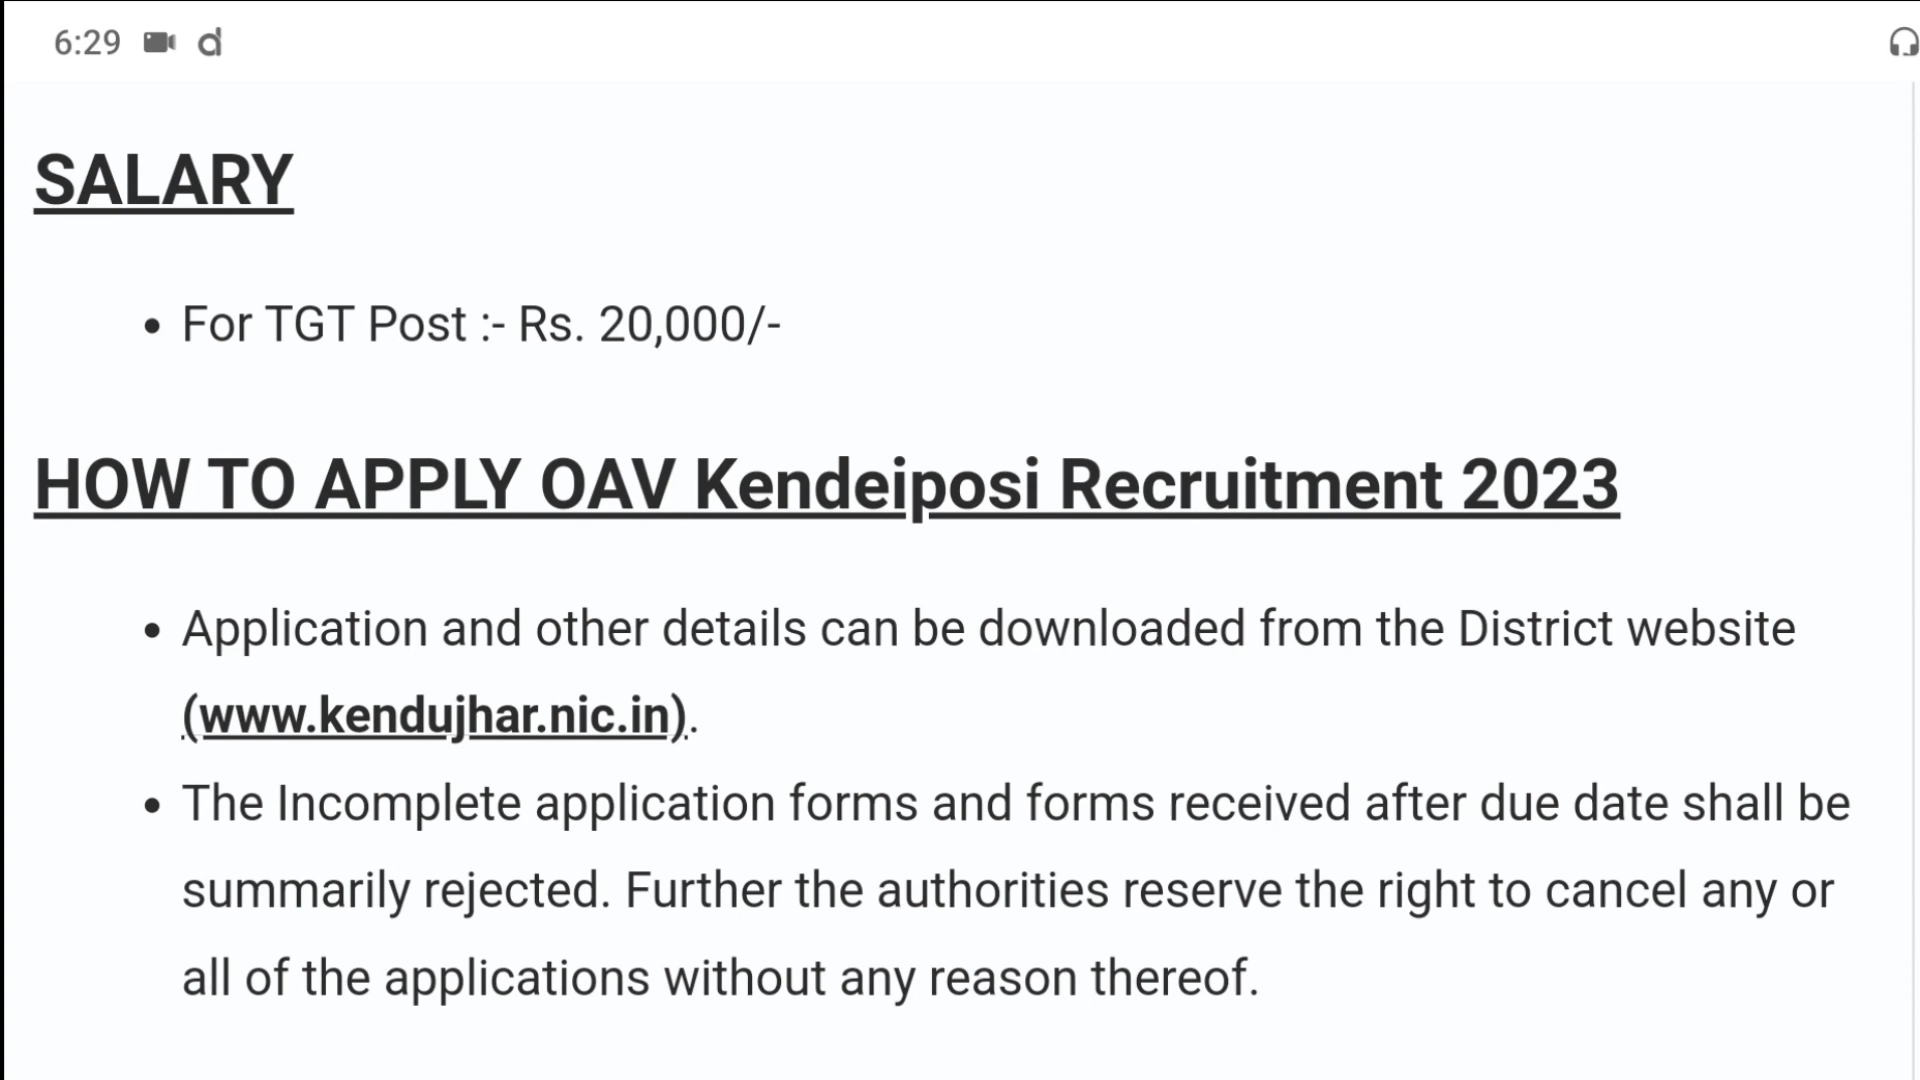 6:29
SALARY
• For TGT Post :- Rs. 20,000/-
HOW TO APPLY OAV Kendeiposi Recruitment 2023
• Application and other details can be downloaded from the District website
(www.kendujhar.nic.in).
• The Incomplete application forms and forms received after due date shall be
summarily rejected. Further the authorities reserve the right to cancel any or
all of the applications without any reason thereof.